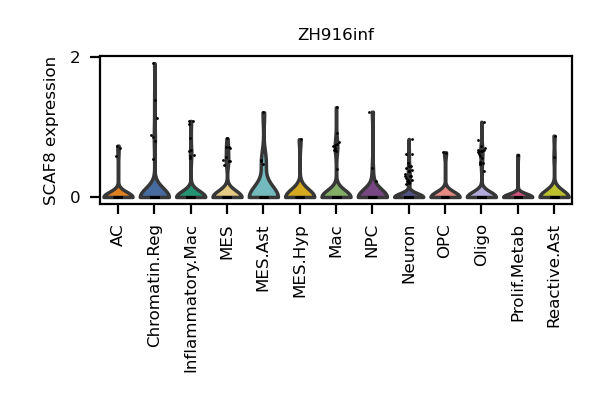 ZH916inf
SCAF8 expression
2
0
AC
Chromatin.Reg
Inflammatory.Mac
MES
MES.Ast
MES.Hyp
Mac
NPC
Neuron
OPC
Oligo
Prolif.Metab
Reactive.Ast